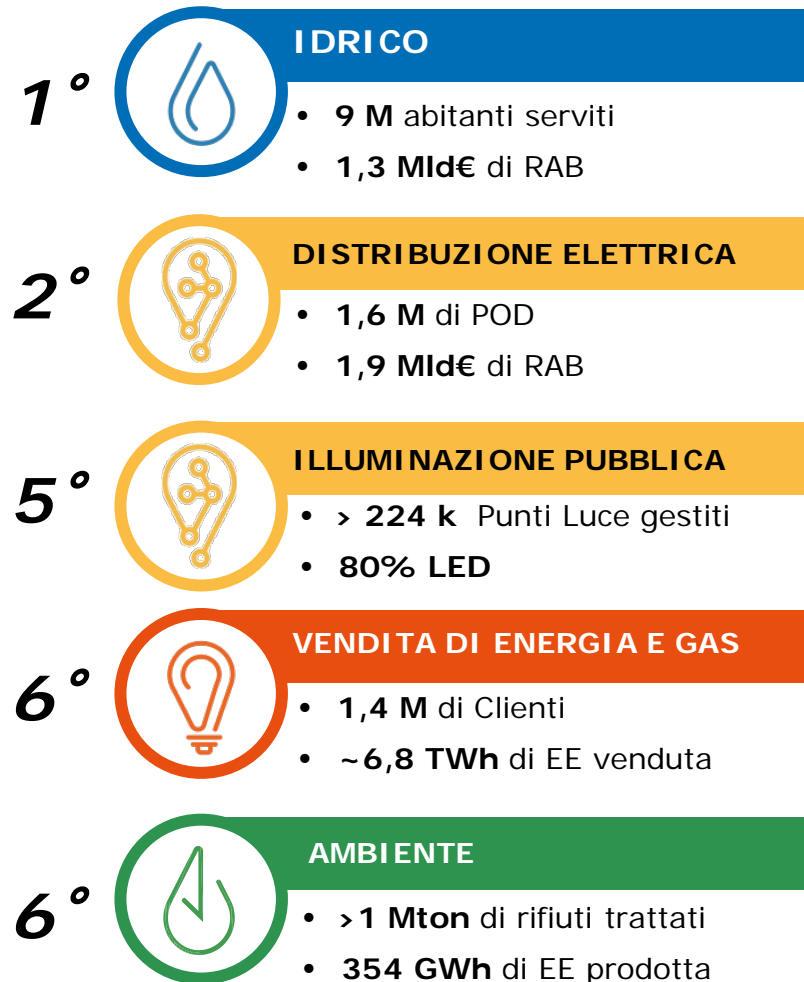 1°
IDRICO
• 9 M abitanti serviti
• 1,3 Mld€ di RAB
2°
DISTRIBUZIONE ELETTRICA
• 1,6 M di POD
• 1,9 Mld€ di RAB
5°
ILLUMINAZIONE PUBBLICA
• > 224 k Punti Luce gestiti
• 80% LED
6°
VENDITA DI ENERGIA E GAS
• 1,4 M di Clienti
• ~6,8 TWh di EE venduta
6°
AMBIENTE
• >1 Mton di rifiuti trattati
• 354 GWh di EE prodotta